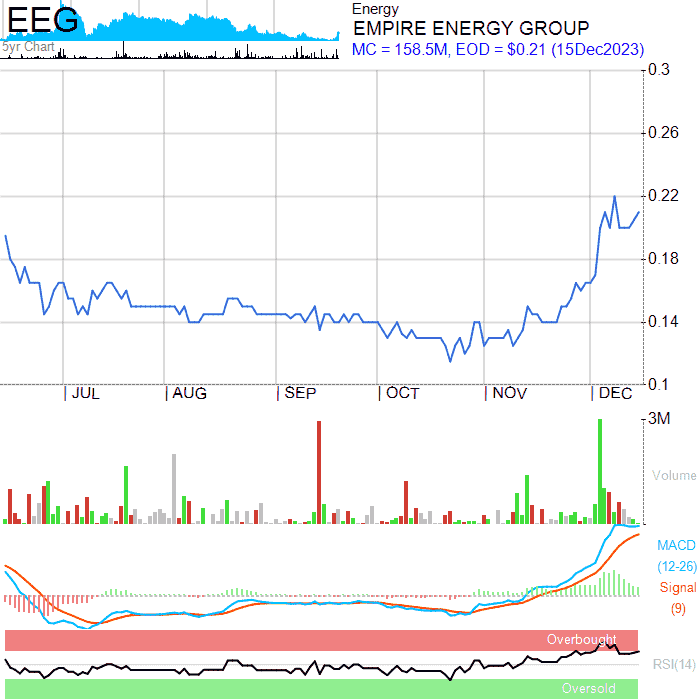 EEG
5yr Chart
Energy
EMPIRE ENERGY GROUP
MC = 158.5M, EOD = $0.21 (15Dec2023)
0.3
0.26
0.22
0.18
0.14
0.1
JUL AUG SEP OCT NOV DEC
3M
Volume
MACD
(12-26)
Signal
(9)
Overbought
RSI(14)
Oversold